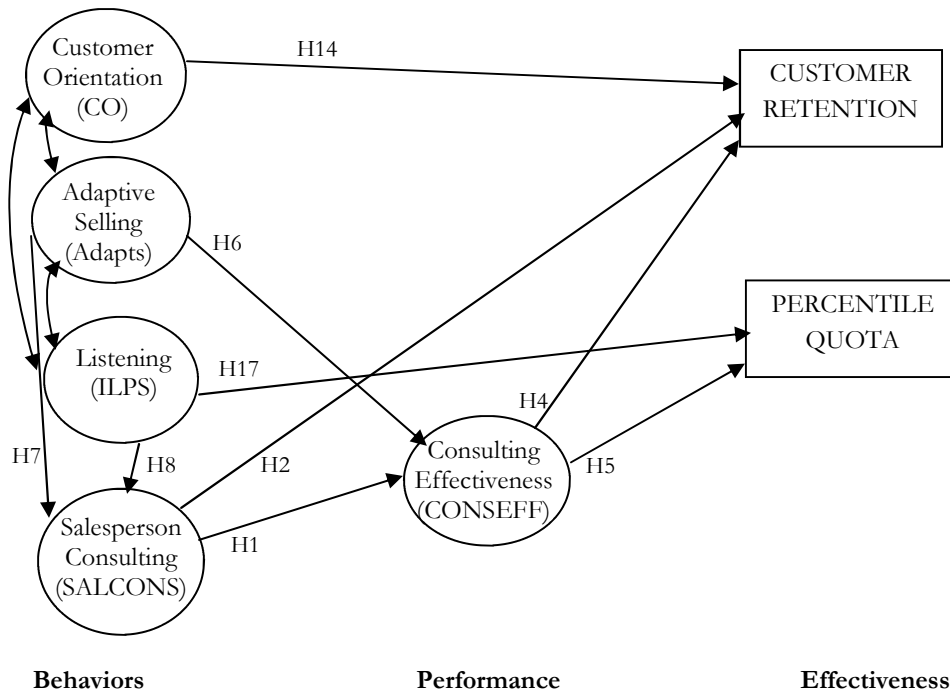 Customer
Orientation
(CO)
H14
CUSTOMER
RETENTION
Adaptive
Selling
(Adapts)
H6
PERCENTILE
QUOTA
Listening
(ILPS)
H17
H4
H7
H8
H2
Consulting
Effectiveness
(CONSEFF)
H5
Salesperson
Consulting
(SALCONS)
H1
Behaviors
Performance
Effectiveness